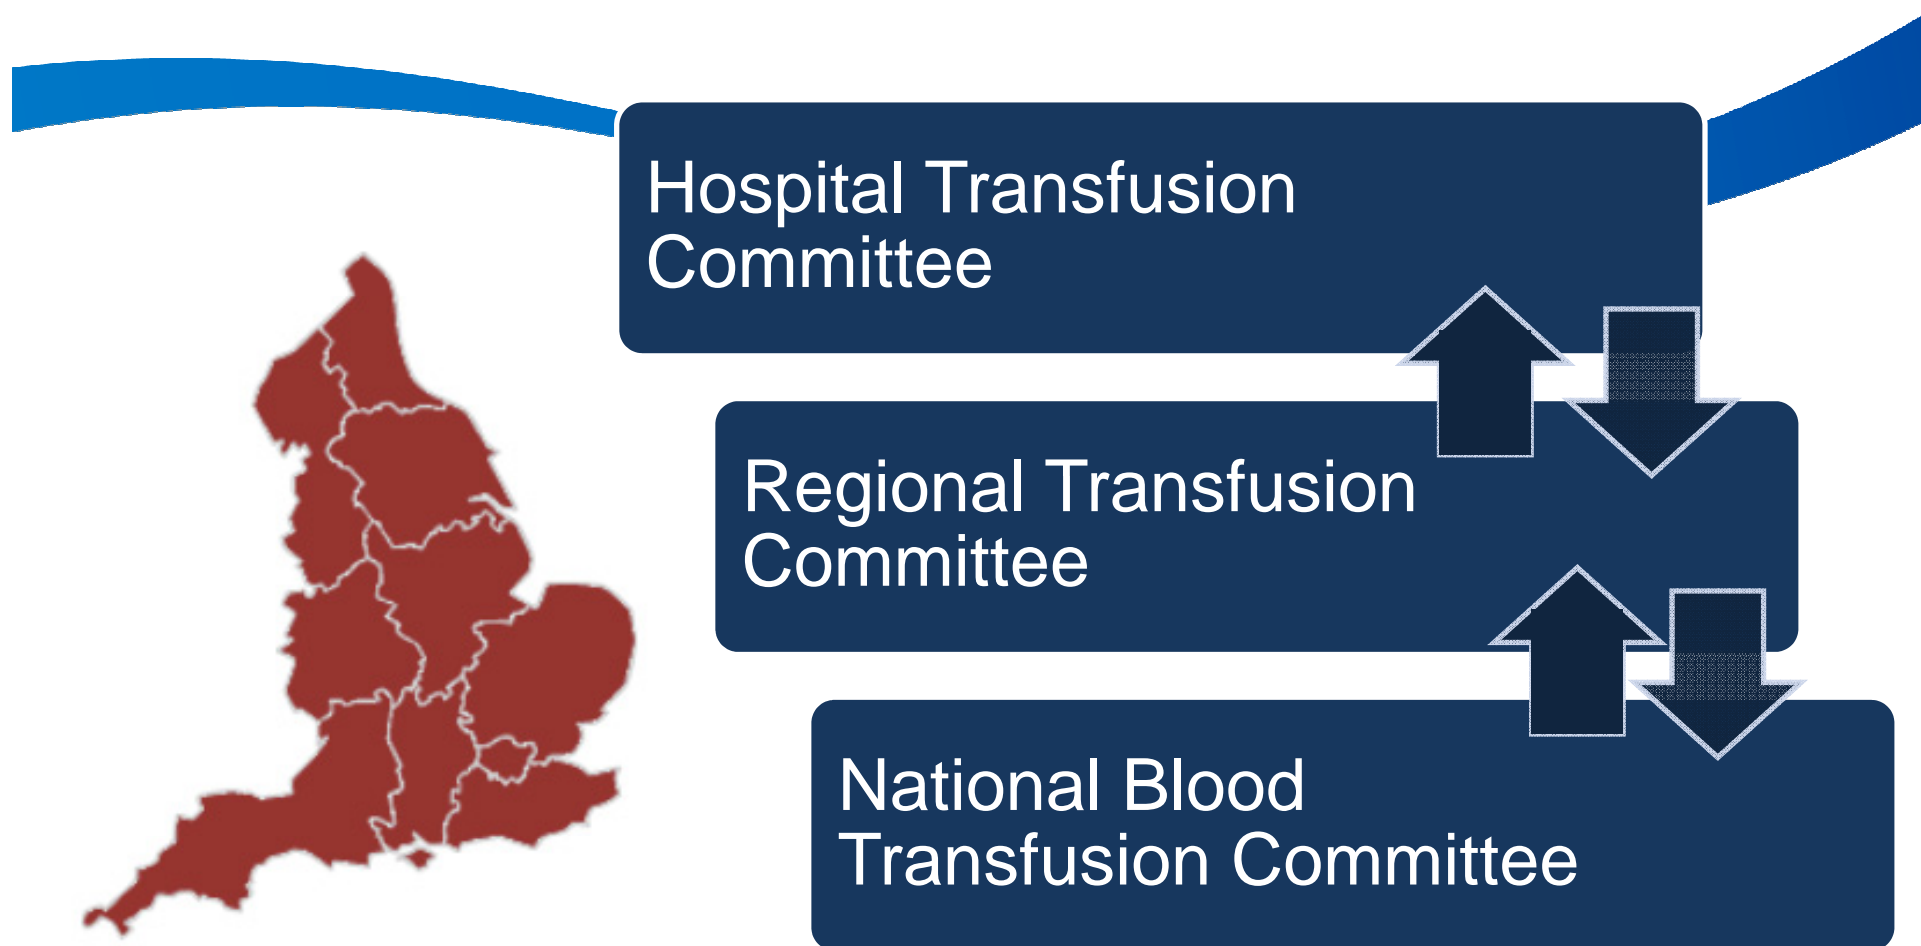 Hospital Transfusion
Committee
Regional Transfusion
Committee
National Blood
Transfusion Committee